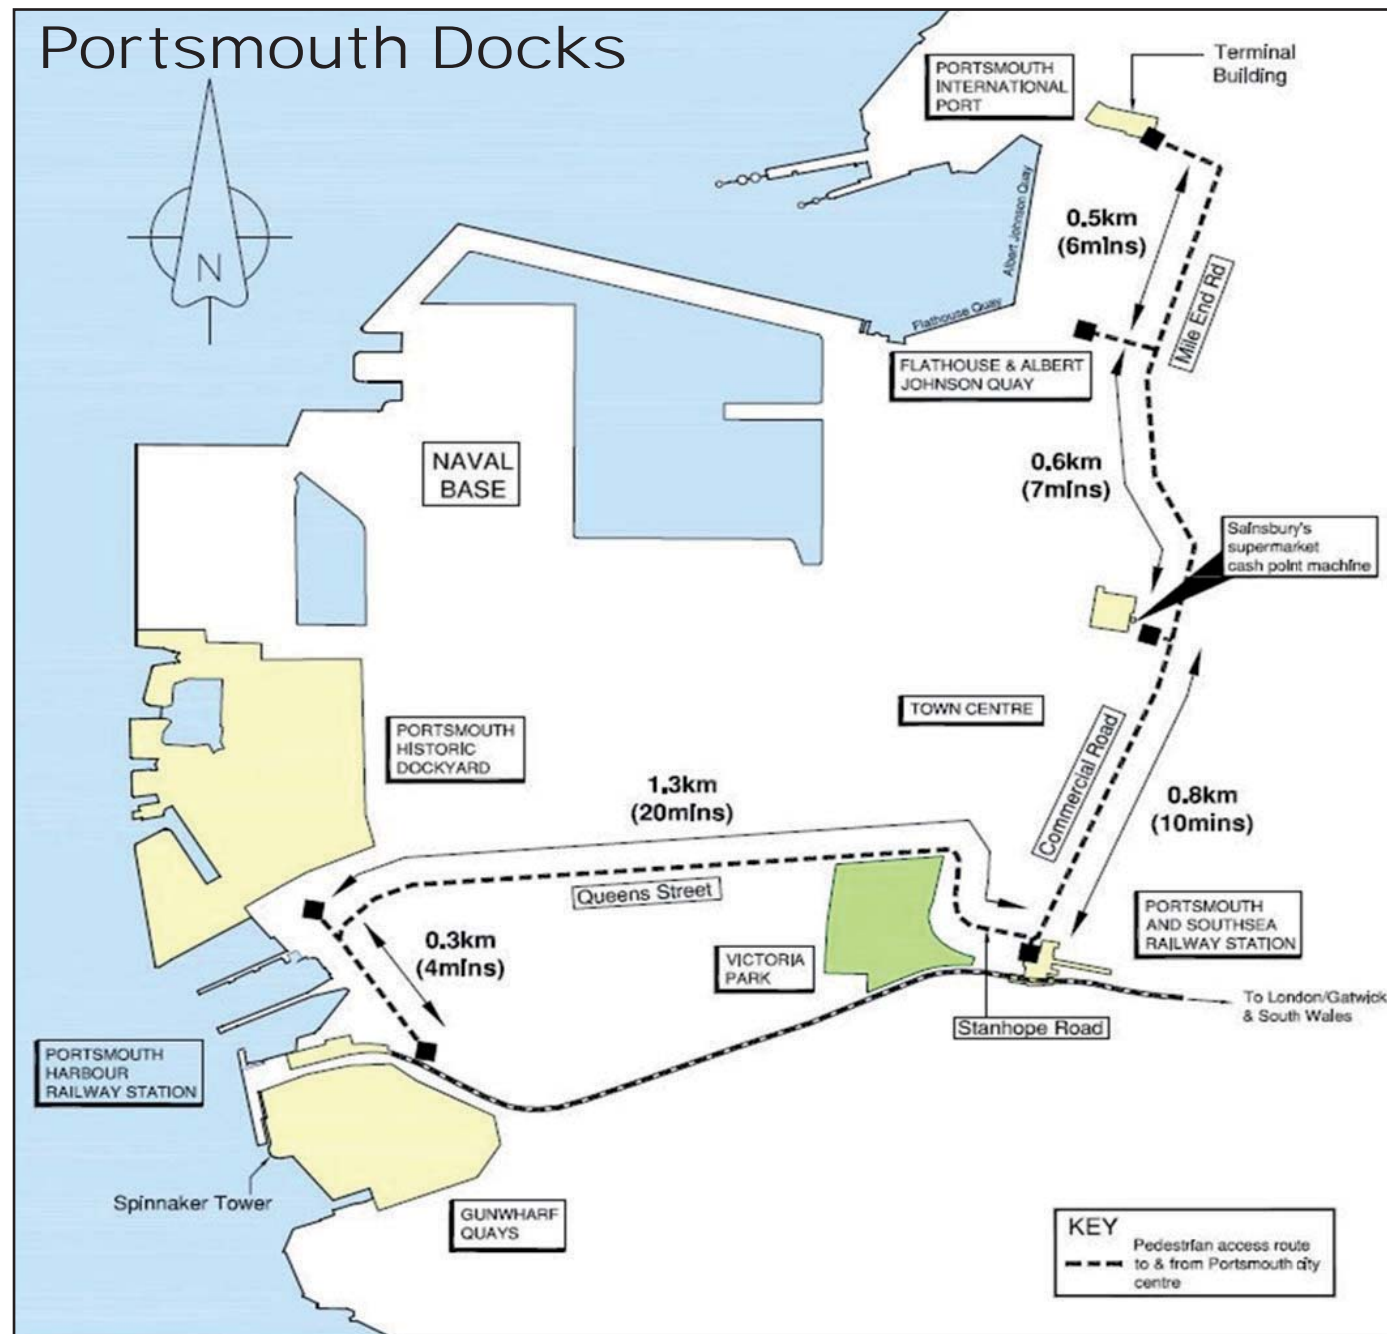 Portsmouth Docks
N
PORTSMOUTH
INTERNATIONAL
PORT
Terminal
Building
Albert Johnson Quay
Flathouse Quay
0.5km
(6mins)
Mile End Rd
FLATHOUSE & ALBERT
JOHNSON QUAY
NAVAL
BASE
0.6km
(7mins)
Sainsbury's
supermarket
cash point machine
TOWN CENTRE
PORTSMOUTH
HISTORIC
DOCKYARD
Commercial Road
1.3km
(20mins)
0.8km
(10mins)
Queens Street
PORTSMOUTH
AND SOUTHSEA
RAILWAY STATION
0.3km
(4mins)
VICTORIA
PARK
To London/Gatwick
& South Wales
Stanhope Road
PORTSMOUTH
HARBOUR
RAILWAY STATION
Spinnaker Tower
GUNWHARF
QUAYS
KEY
Pedestrian access route
to & from Portsmouth city
centre